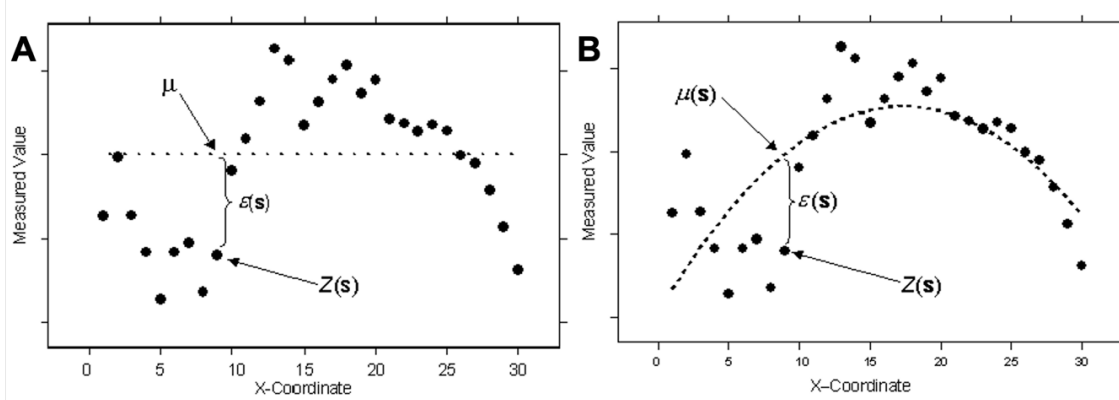 A
μ
ε(s)
Z(s)
Measured Value
0 5 10 15 20 25 30
X-Coordinate
B
μ(s)
ε(s)
Z(s)
Measured Value
0 5 10 15 20 25 30
X-Coordinate